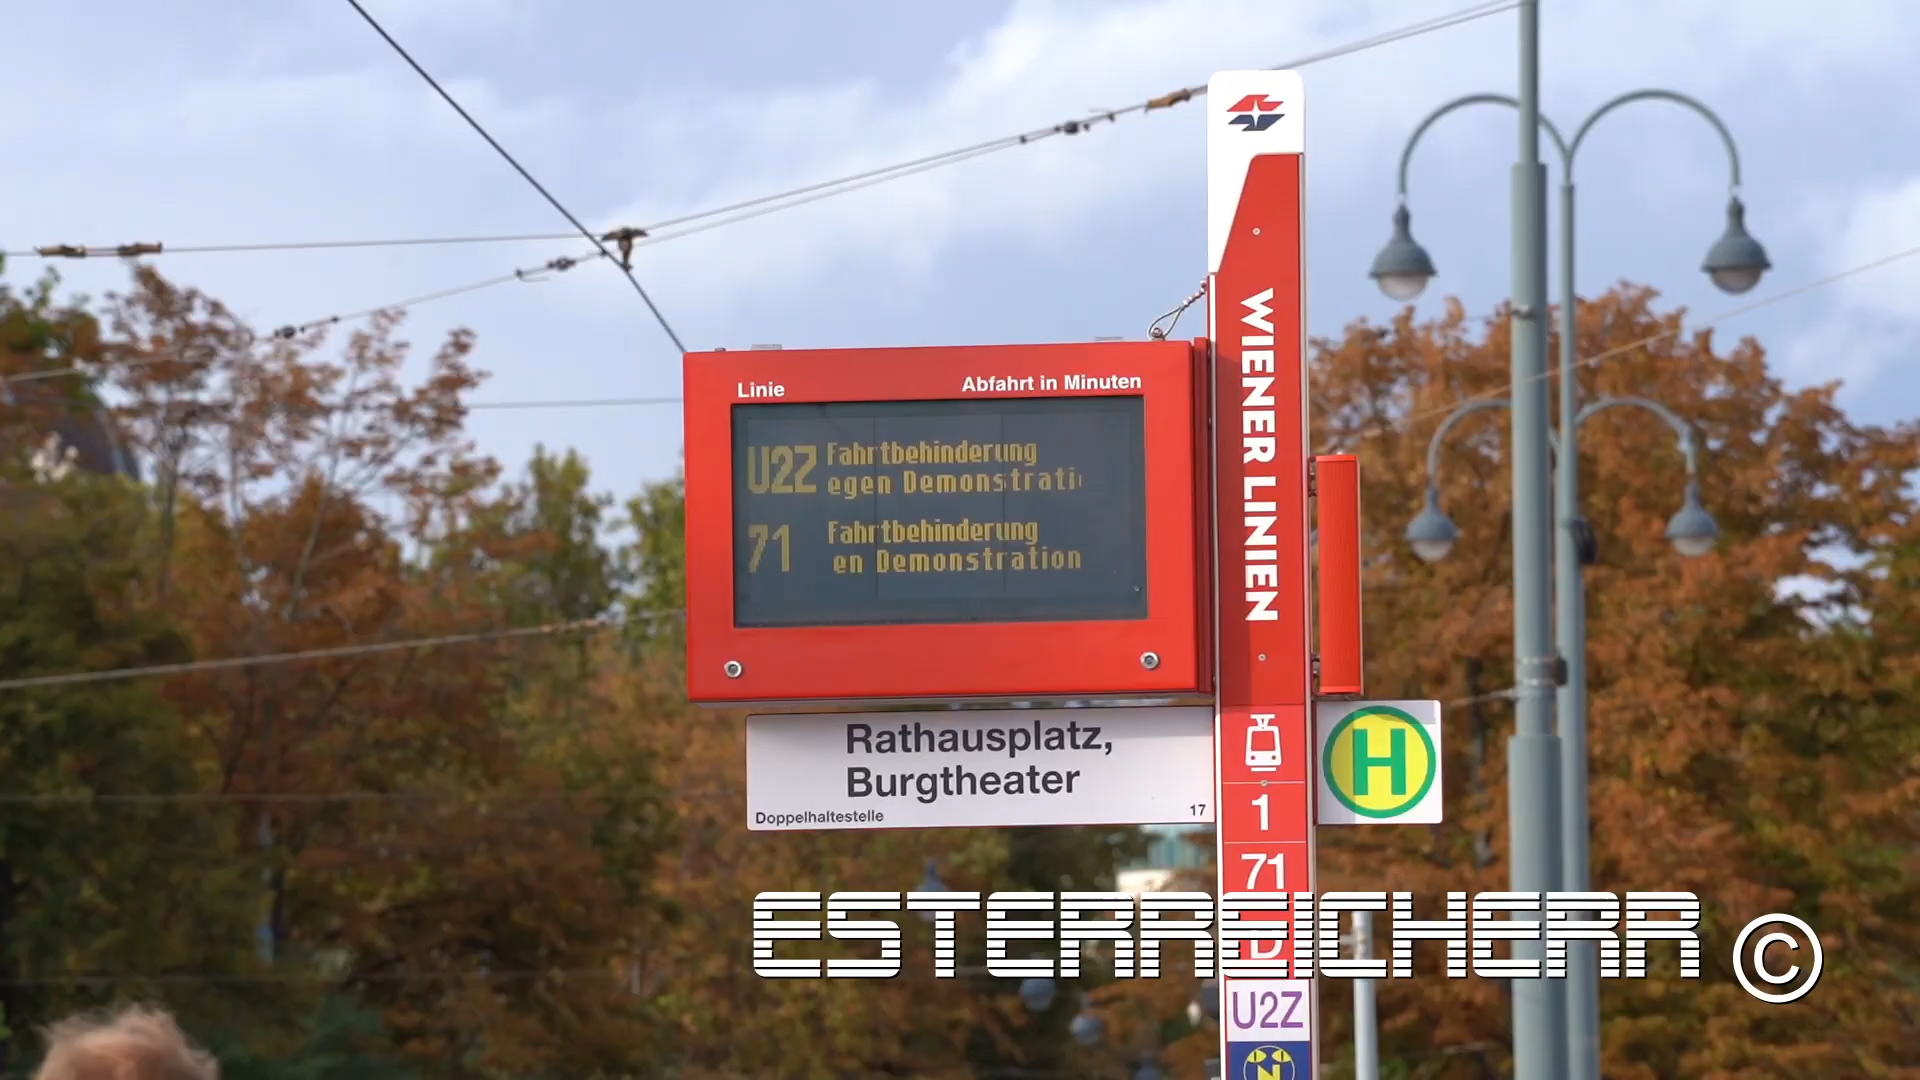 Linie Abfahrt in Minuten
U2Z Fahrtbehinderung
egen Demonstrati
71 Fahrtbehinderung
en Demonstration
WIENER LINIEN
Rathausplatz,
Burgtheater
Doppelhaltestelle 17
H
1
71
D
U2Z
N
ESTERREICHERR ©